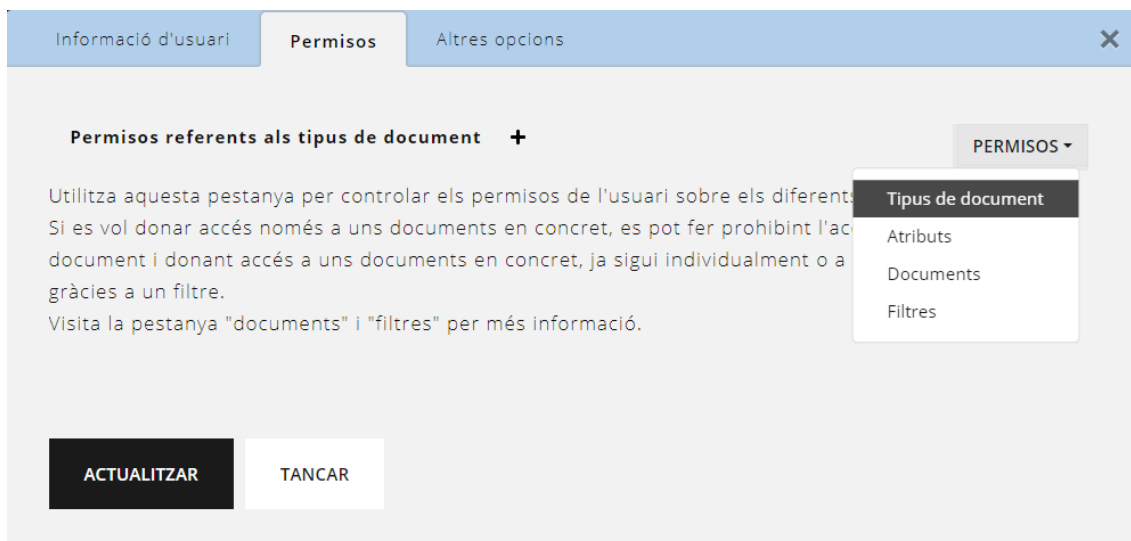 Informació d'usuari
Permisos
Altres opcions
Permisos referents als tipus de document
PERMISOS
Utilitza aquesta pestanya per controlar els permisos de l'usuari sobre els diferents
Si es vol donar accés només a uns documents en concret, es pot fer prohibint
document i donant accés a uns documents en concret, ja sigui individualment o a
gràcies a un filtre.
Visita la pestanya "documents" i "filtres" per més informació.
Tipus de document
Atributs
Documents
Filtres
ACTUALITZAR
TANCAR